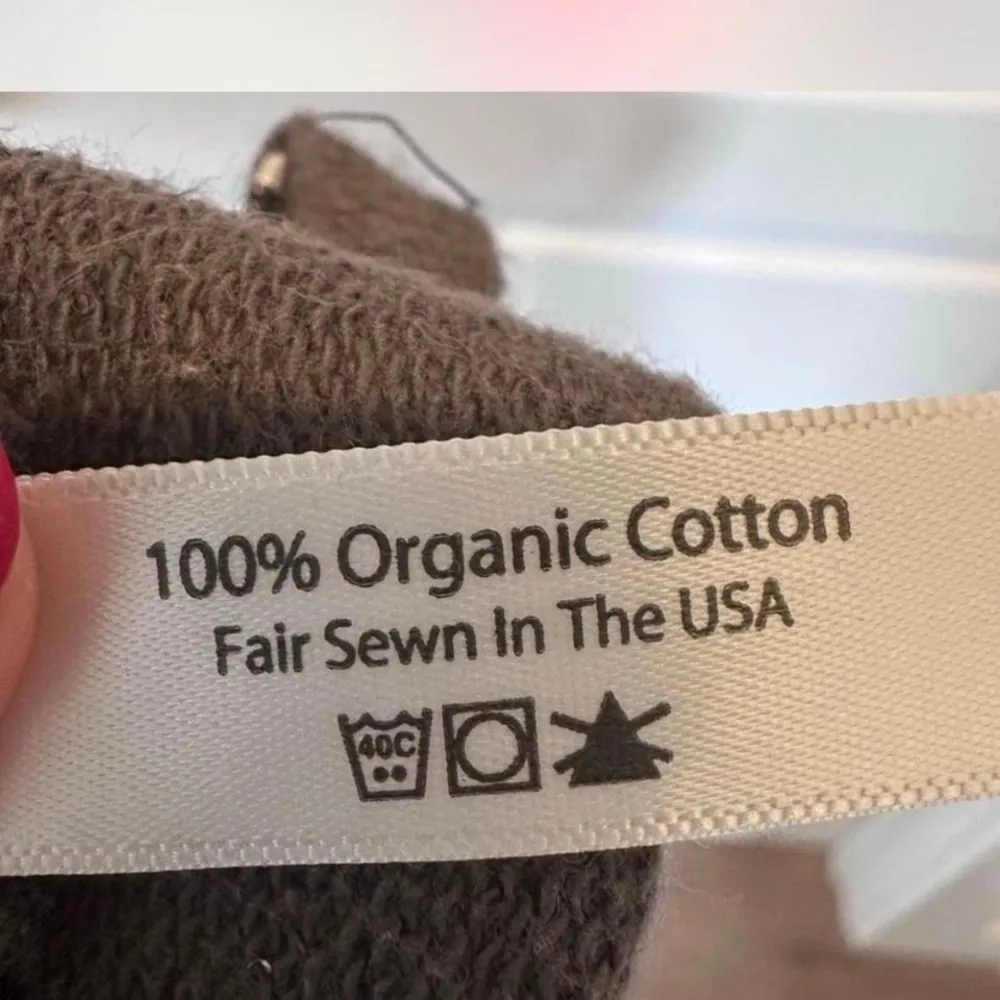 100% Organic Cotton
Fair Sewn In The USA
40C